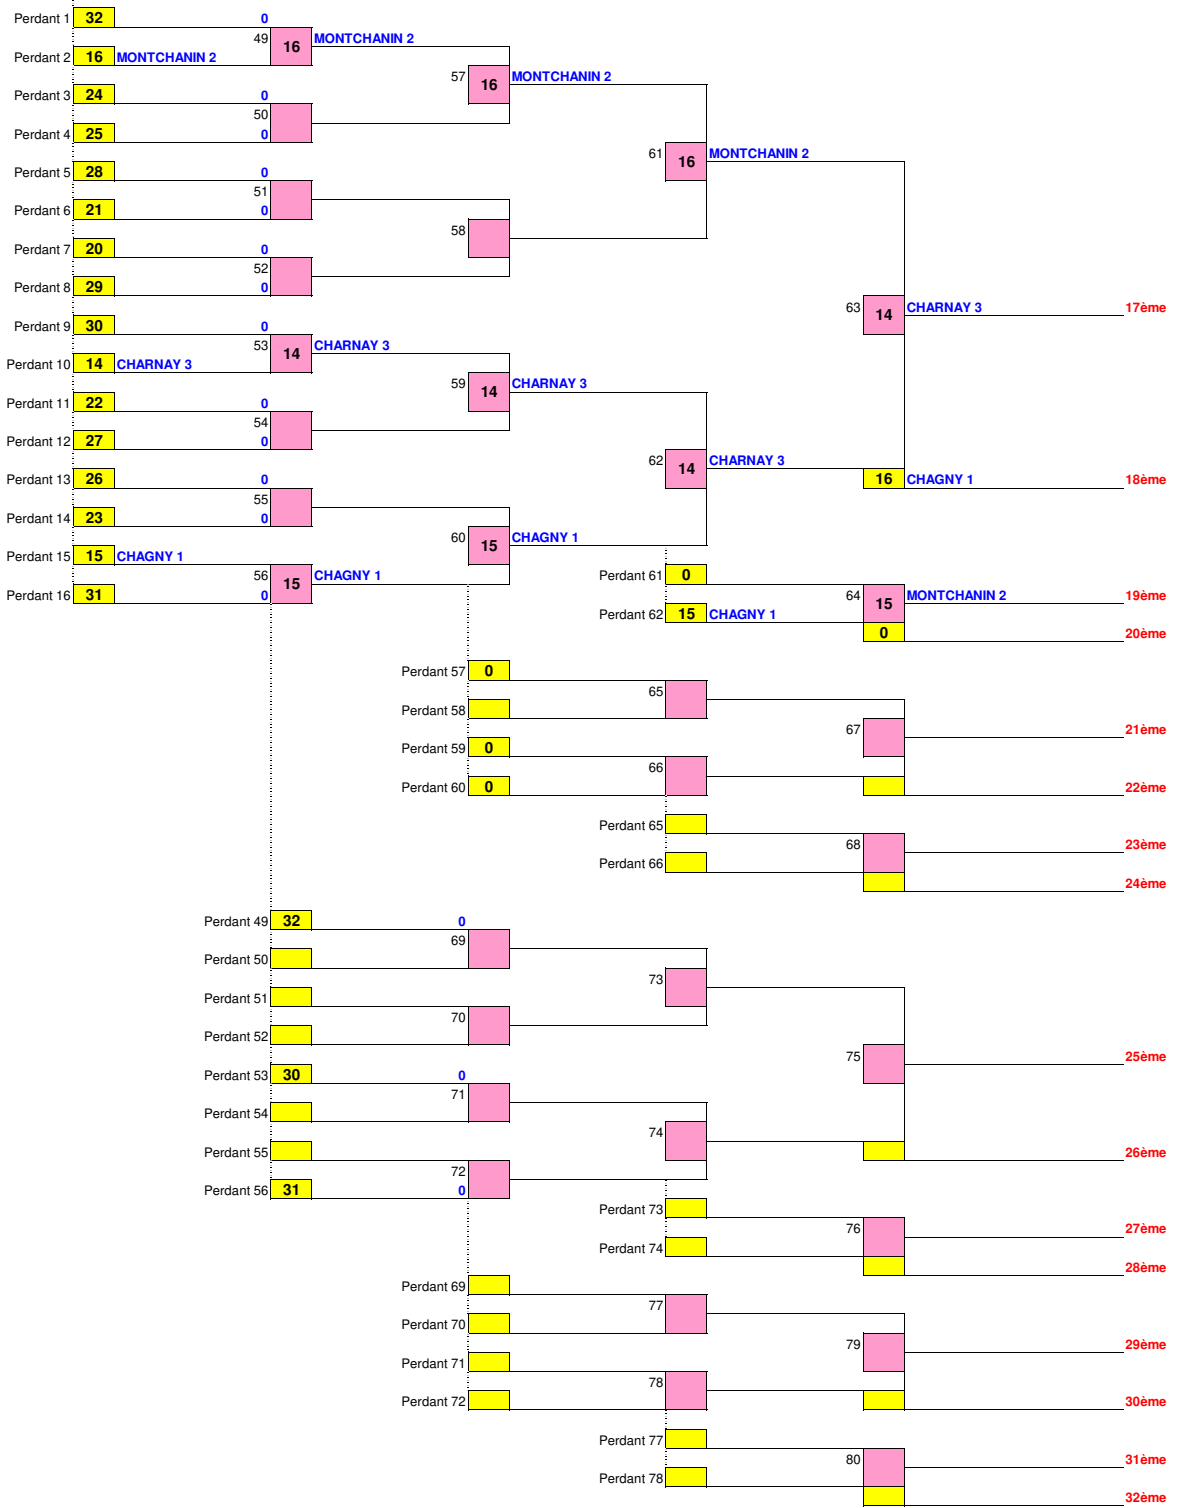 Perdant 1 32 0
49 16 MONTCHANIN 2
Perdant 2 16 MONTCHANIN 2
57 16 MONTCHANIN 2
Perdant 3 24 0
50
Perdant 4 25 0
61 16 MONTCHANIN 2
Perdant 5 28 0
51
Perdant 6 21 0
58
Perdant 7 20 0
52
Perdant 8 29 0
63 14 CHARNAY 3 17ème
Perdant 9 30 0
53 14 CHARNAY 3
Perdant 10 14 CHARNAY 3
59 14 CHARNAY 3
Perdant 11 22 0
54
Perdant 12 27 0
62 14 CHARNAY 3
Perdant 13 26 0
16 CHAGNY 1 18ème
55
Perdant 14 23 0
60 15 CHAGNY 1
Perdant 15 15 CHAGNY 1
56 15 CHAGNY 1
Perdant 61 0
Perdant 16 31 0
64 15 MONTCHANIN 2 19ème
Perdant 62 15 CHAGNY 1
0 20ème
Perdant 57 0
65
Perdant 58
67 21ème
Perdant 59 0
66
Perdant 60 0
22ème
Perdant 65
68 23ème
Perdant 66
24ème
Perdant 49 32 0
69
Perdant 50
73
Perdant 51
70
Perdant 52
75 25ème
Perdant 53 30 0
71
Perdant 54
74
Perdant 55
26ème
72
Perdant 56 31 0
Perdant 73
76 27ème
Perdant 74
28ème
Perdant 69
77
Perdant 70
79 29ème
Perdant 71
78
Perdant 72
30ème
Perdant 77
80 31ème
Perdant 78
32ème